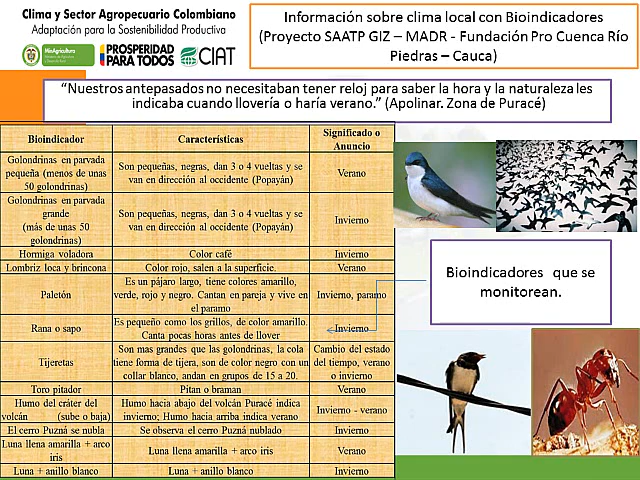 Clima y Sector Agropecuario Colombiano
Adaptación para la Sostenibilidad Productiva
MinAgricultura
PROSPERIDAD
PARA TODOS
CIAT
Información sobre clima local con Bioindicadores
(Proyecto SAATP GIZ – MADR - Fundación Pro Cuenca Río
Piedras – Cauca)
“Nuestros antepasados no necesitaban tener reloj para saber la hora y la naturaleza les
indicaba cuando llovería o haría verano.” (Apolinar. Zona de Puracé)
Bioindicador Características Significado o
Anuncio
Golondrinas en parvada
pequeña (menos de unas
50 golondrinas)
Son pequeñas, negras, dan 3 o 4 vueltas y se
van en dirección al occidente (Popayán)
Verano
Golondrinas en parvada
grande
(más de unas 50
golondrinas)
Son pequeñas, negras, dan 3 o 4 vueltas y se
van en dirección al occidente (Popayán)
Invierno
Hormiga voladora Color café Invierno
Lombriz loca y brincona Color rojo, salen a la superficie. Verano
Paletón
Es un pájaro largo, tiene colores amarillo,
verde, rojo y negro. Cantan en pareja y vive en
el paramo
Invierno, paramo
Rana o sapo
Es pequeño como los grillos, de color amarillo.
Canta pocas horas antes de llover
Invierno
Tijeretas
Son mas grandes que las golondrinas, la cola
tiene forma de tijera, son de color negro con un
collar blanco, andan en grupos de 15 a 20.
Cambio del estado
del tiempo, verano
o invierno
Toro pitador Pitan o braman Verano
Humo del cráter del
volcán (sube o baja)
Humo hacia abajo del volcán Puracé indica
invierno; Humo hacia arriba indica verano
Invierno - verano
El cerro Puzná se nubla Se observa el cerro Puzná nublado Invierno
Luna llena amarilla + arco
iris
Luna llena amarilla + arco iris
Verano
Luna + anillo blanco Luna + anillo blanco Invierno
Bioindicadores que se
monitorean.